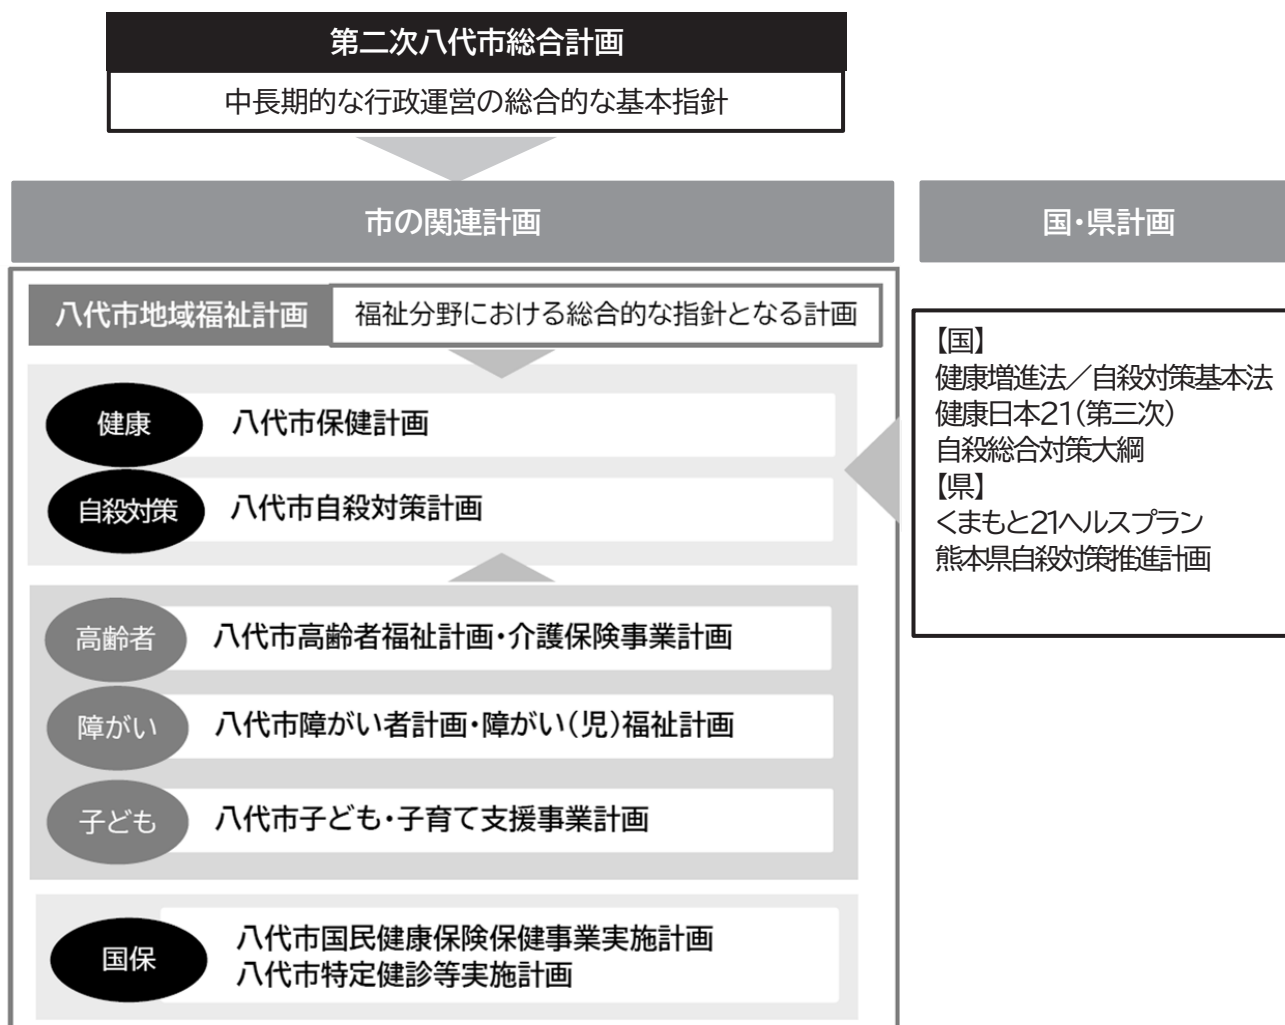 第二次八代市総合計画
中長期的な行政運営の総合的な基本指針
市の関連計画
国・県計画
八代市地域福祉計画
福祉分野における総合的な指針となる計画
健康
八代市保健計画
自殺対策
八代市自殺対策計画
高齢者
八代市高齢者福祉計画・介護保険事業計画
障がい
八代市障がい者計画・障がい(児)福祉計画
子ども
八代市子ども・子育て支援事業計画
国保
八代市国民健康保険保健事業実施計画
八代市特定健診等実施計画
【国】
健康増進法／自殺対策基本法
健康日本21(第三次)
自殺総合対策大綱
【県】
くまもと21ヘルスプラン
熊本県自殺対策推進計画